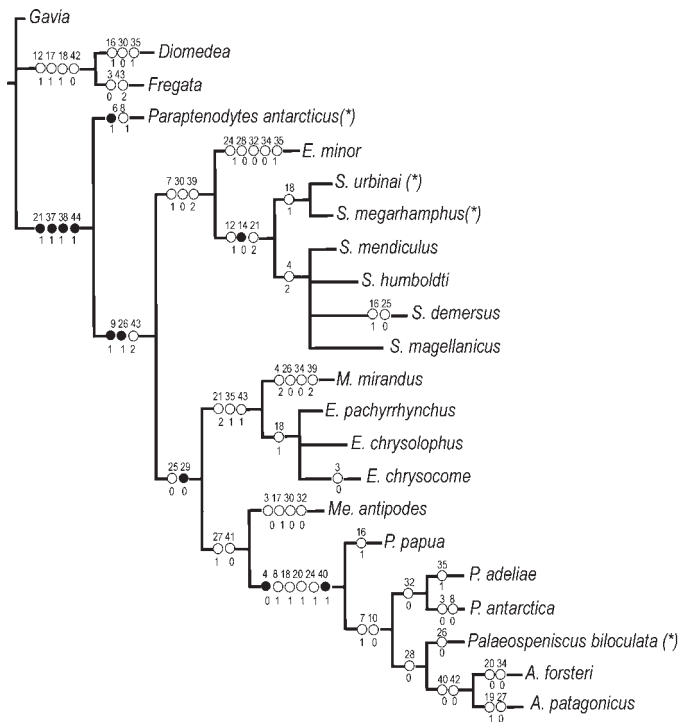 Gavia
12 17 18 42
1 1 1 0
16 30 35
1 0 1
Diomedea
3 43
0 2
Fregata
6 8
1 1
Paraptenodytes antarcticus(*)
21 37 38 44
1 1 1 1
9 26 43
1 1 2
7 30 39
1 0 2
24 28 32 34 35
1 0 0 0 1
E. minor
12 14 21
1 0 2
18
1
S. urbinai (*)
S. megarhamphus(*)
4
2
S. mendiculus
S. humboldti
16 25
1 0
S. demersus
S. magellanicus
25 29
0 0
21 35 43
2 1 1
4 26 34 39
2 0 0 2
M. mirandus
18
1
E. pachyrrhynchus
E. chrysolophus
3
0
E. chrysocome
27 41
1 0
3 17 30 32
0 1 0 0
Me. antipodes
4 8 18 20 24 40
0 1 1 1 1 1
16
1
P. papua
7 10
1 0
32
0
35
1
P. adeliae
3 8
0 0
P. antarctica
28
0
26
0
Palaeospeniscus biloculata (*)
40 42
0 0
20 34
0 0
A. forsteri
19 27
1 0
A. patagonicus